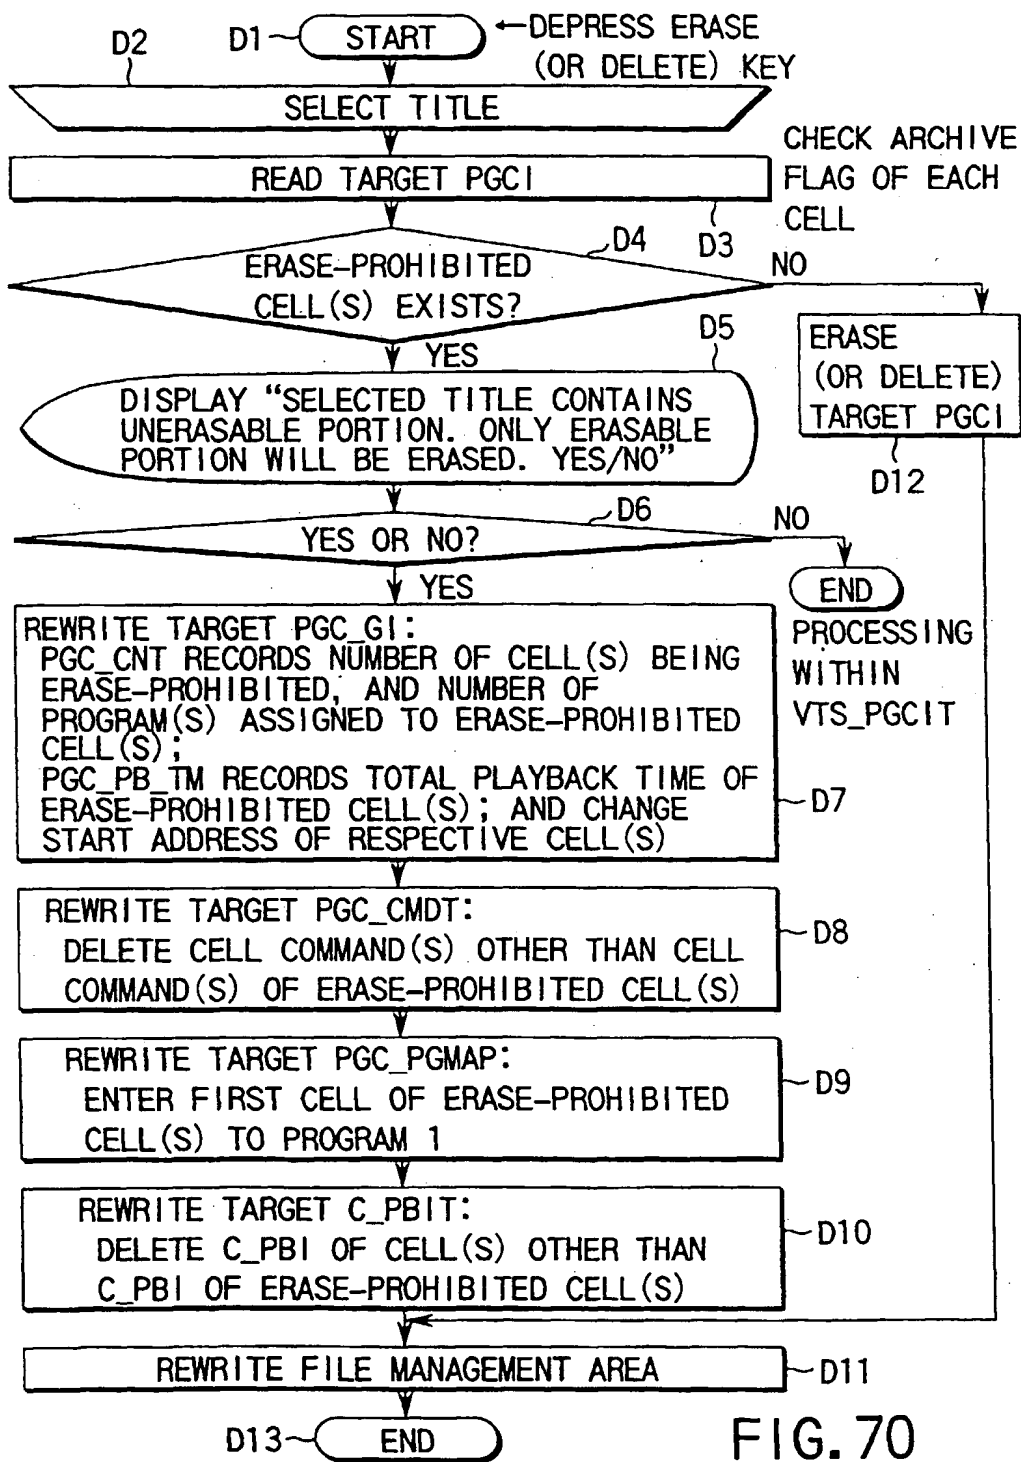 D1
START
DEPRESS ERASE
(OR DELETE) KEY
D2
SELECT TITLE
READ TARGET PGCI
D3
CHECK ARCHIVE
FLAG OF EACH
CELL
D4
ERASE-PROHIBITED
CELL(S) EXISTS?
NO
YES
D5
DISPLAY “SELECTED TITLE CONTAINS
UNERASABLE PORTION. ONLY ERASABLE
PORTION WILL BE ERASED. YES/NO”
ERASE
(OR DELETE)
TARGET PGCI
D12
D6
YES OR NO?
NO
YES
END
PROCESSING
WITHIN
VTS_PGCIT
REWRITE TARGET PGC_GI:
PGC_CNT RECORDS NUMBER OF CELL(S) BEING
ERASE-PROHIBITED, AND NUMBER OF
PROGRAM(S) ASSIGNED TO ERASE-PROHIBITED
CELL(S);
PGC_PB_TM RECORDS TOTAL PLAYBACK TIME OF
ERASE-PROHIBITED CELL(S); AND CHANGE
START ADDRESS OF RESPECTIVE CELL(S)
D7
REWRITE TARGET PGC_CMDT:
DELETE CELL COMMAND(S) OTHER THAN CELL
COMMAND(S) OF ERASE-PROHIBITED CELL(S)
D8
REWRITE TARGET PGC_PGMAP:
ENTER FIRST CELL OF ERASE-PROHIBITED
CELL(S) TO PROGRAM 1
D9
REWRITE TARGET C_PBIT:
DELETE C_PBI OF CELL(S) OTHER THAN
C_PBI OF ERASE-PROHIBITED CELL(S)
D10
REWRITE FILE MANAGEMENT AREA
D11
D13
END
FIG. 70